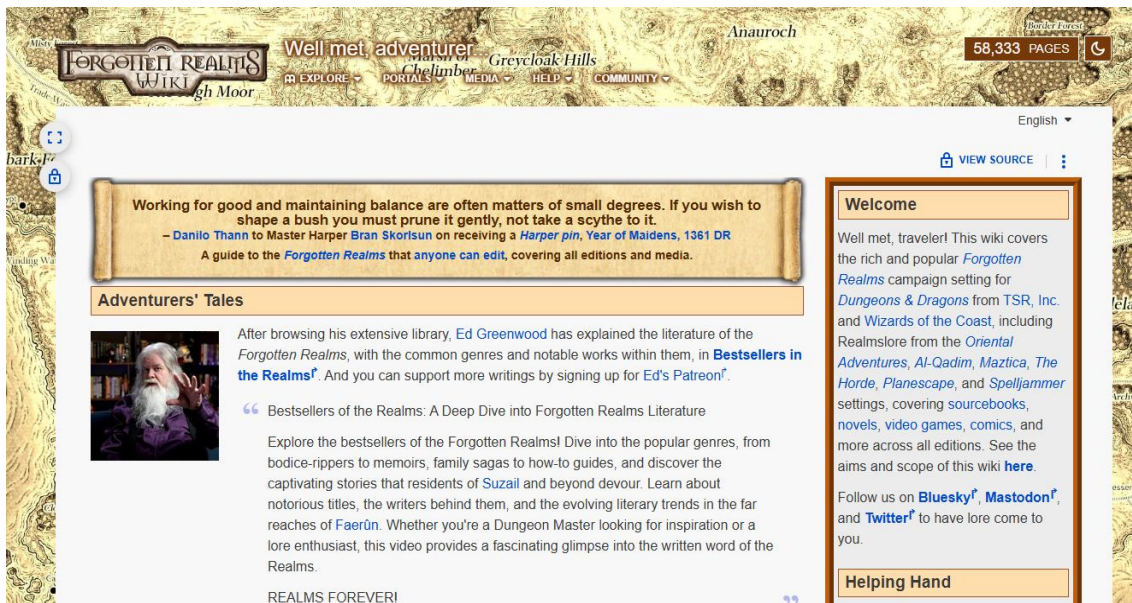 Anauroch
Border Forest
Misty
FORGOTTEN REALMS
WIKI
Well met, adventurer
58,333 PAGES
Greycloak Hills
Marsh of
Chelimber
EXPLORE
PORTALS
MEDIA
HELP
COMMUNITY
gh Moor
English
bark Fo
VIEW SOURCE
Working for good and maintaining balance are often matters of small degrees. If you wish to
shape a bush you must prune it gently, not take a scythe to it.
– Danilo Thann to Master Harper Bran Skorlsun on receiving a Harper pin, Year of Maidens, 1361 DR
A guide to the Forgotten Realms that anyone can edit, covering all editions and media.
Adventurers' Tales
After browsing his extensive library, Ed Greenwood has explained the literature of the
Forgotten Realms, with the common genres and notable works within them, in Bestsellers in
the Realms. And you can support more writings by signing up for Ed's Patreon.
“ Bestsellers of the Realms: A Deep Dive into Forgotten Realms Literature
Explore the bestsellers of the Forgotten Realms! Dive into the popular genres, from
bodice-rippers to memoirs, family sagas to how-to guides, and discover the
captivating stories that residents of Suzail and beyond devour. Learn about
notorious titles, the writers behind them, and the evolving literary trends in the far
reaches of Faerûn. Whether you're a Dungeon Master looking for inspiration or a
lore enthusiast, this video provides a fascinating glimpse into the written word of the
Realms.
REALMS FOREVER! ”
Welcome
Well met, traveler! This wiki covers
the rich and popular Forgotten
Realms campaign setting for
Dungeons & Dragons from TSR, Inc.
and Wizards of the Coast, including
Realmslore from the Oriental
Adventures, Al-Qadim, Maztica, The
Horde, Planescape, and Spelljammer
settings, covering sourcebooks,
novels, video games, comics, and
more across all editions. See the
aims and scope of this wiki here.
Follow us on Bluesky, Mastodon,
and Twitter to have lore come to
you.
Helping Hand